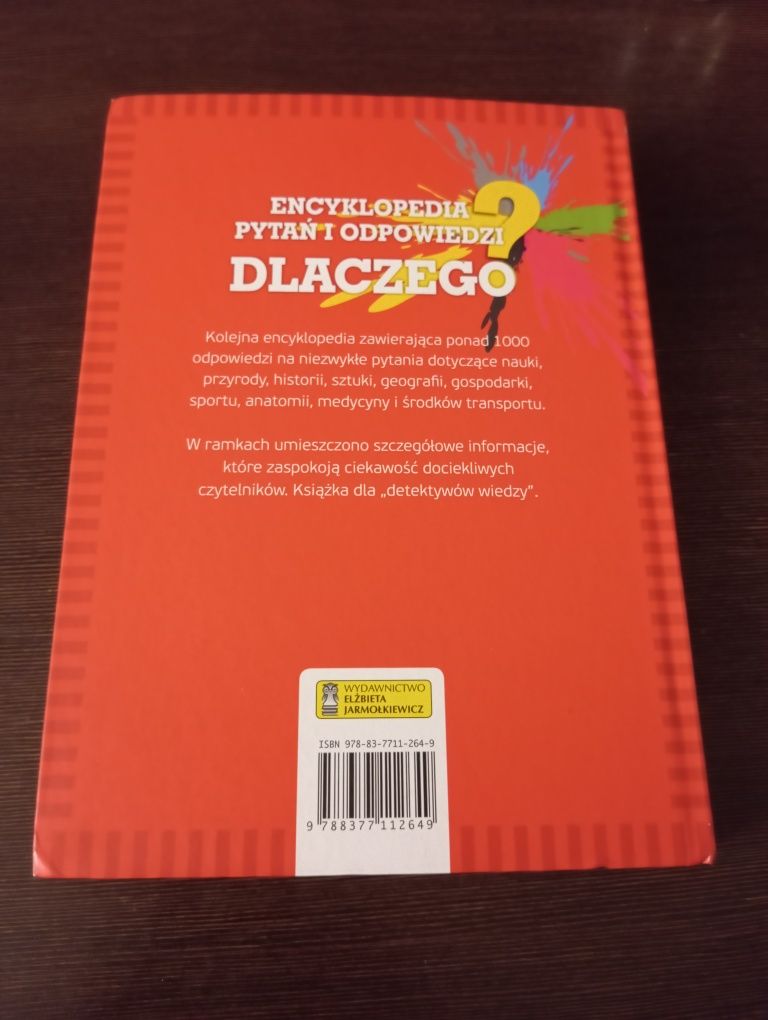 ENCYKLOPEDIA
PYTAŃ I ODPOWIEDZI
?
DLACZEGO
Kolejna encyklopedia zawierająca ponad 1000
odpowiedzi na niezwykłe pytania dotyczące nauki,
przyrody, historii, sztuki, geografii, gospodarki,
sportu, anatomii, medycyny i środków transportu.
W ramkach umieszczono szczegółowe informacje,
które zaspokoją ciekawość dociekliwych
czytelników. Książka dla „detektywów wiedzy”.
WYDAWNICTWO
ELŻBIETA
JARMOŁKIEWICZ
ISBN 978-83-7711-264-9
9 788377 112649